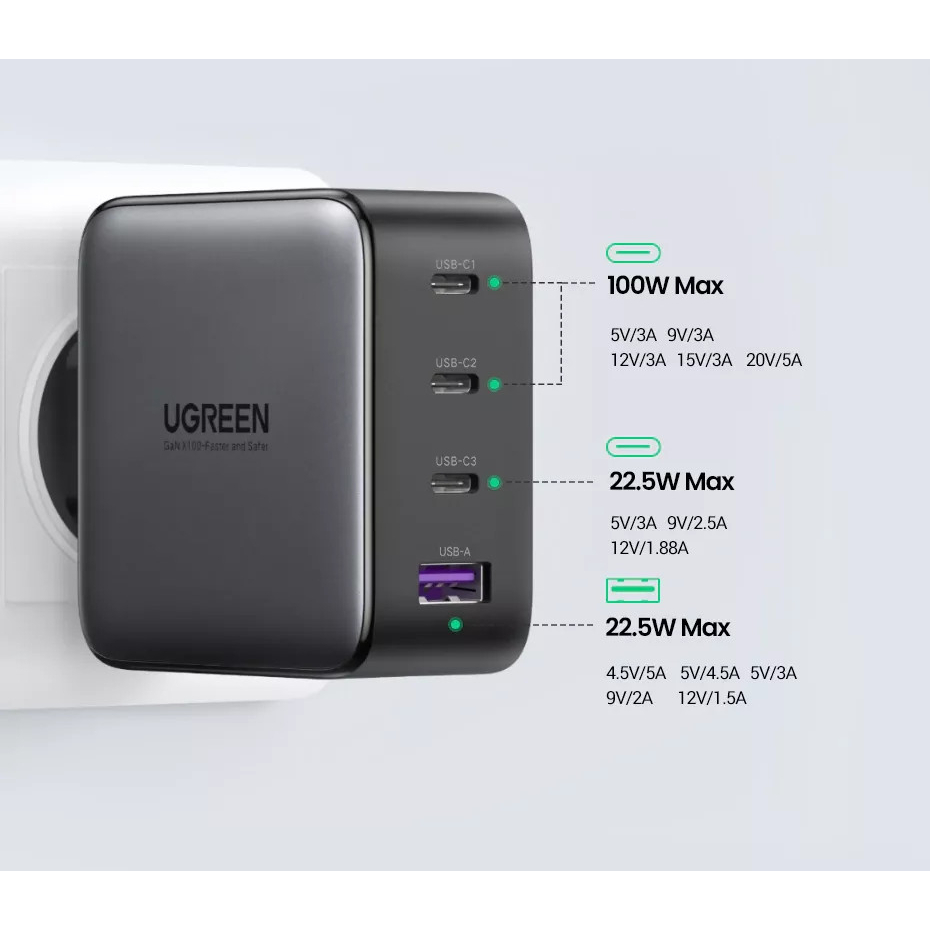 USB-C1
100W Max
5V/3A 9V/3A
12V/3A 15V/3A 20V/5A
USB-C2
UGREEN
GaN X100-Faster and Safer
USB-C3
22.5W Max
5V/3A 9V/2.5A
12V/1.88A
USB-A
22.5W Max
4.5V/5A 5V/4.5A 5V/3A
9V/2A 12V/1.5A